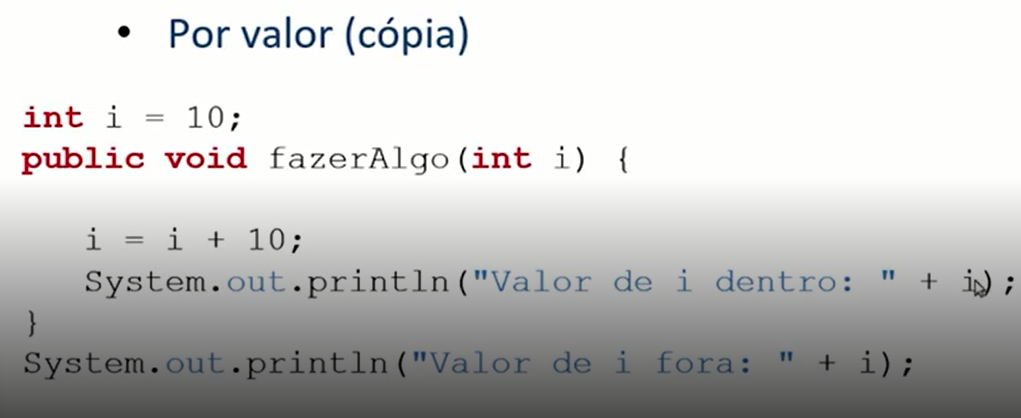 • Por valor (cópia)
int i = 10;
public void fazerAlgo(int i) {
i = i + 10;
System.out.println("Valor de i dentro: " + i);
}
System.out.println("Valor de i fora: " + i);